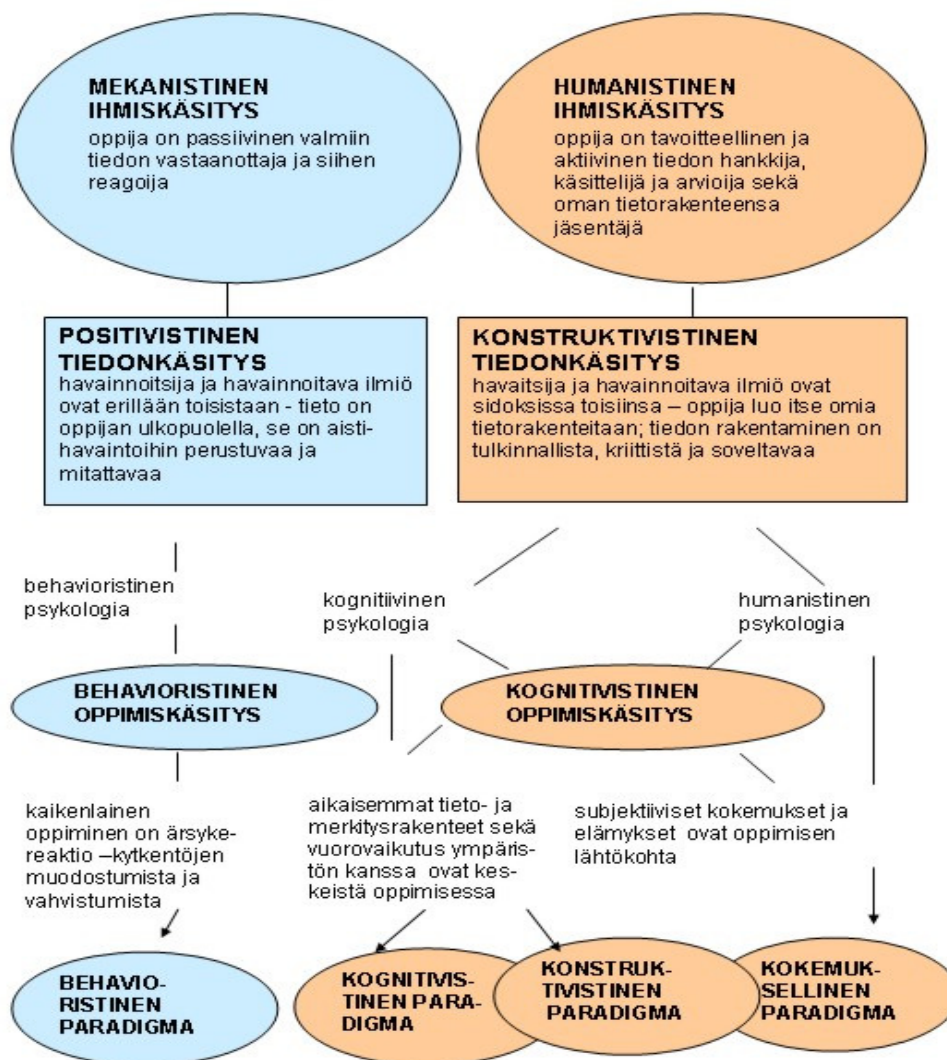 MEKANISTINEN
IHMISKÄSITYS
oppija on passiivinen valmiin
tiedon vastaanottaja ja siihen
reagoija
HUMANISTINEN
IHMISKÄSITYS
oppija on tavoitteellinen ja
aktiivinen tiedon hankkija,
käsittelijä ja arvioija sekä
oman tietorakenteensa
jäsentäjä
POSITIVISTINEN
TIEDONKÄSITYS
havainnoitsija ja havainnoitava ilmiö
ovat erillään toisistaan - tieto on
oppijan ulkopuolella, se on aisti-
havaintoihin perustuvaa ja
mitattavaa
KONSTRUKTIVISTINEN
TIEDONKÄSITYS
havaitsija ja havainnoitava ilmiö ovat
sidoksissa toisiinsa – oppija luo itse omia
tietorakenteitaan; tiedon rakentaminen on
tulkinnallista, kriittistä ja soveltavaa
behavioristinen
psykologia
kognitiivinen
psykologia
humanistinen
psykologia
BEHAVIORISTINEN
OPPIMISKÄSITYS
KOGNITIVISTINEN
OPPIMISKÄSITYS
kaikenlainen
oppiminen on ärsyke-
reaktio –kytkentöjen
muodostumista ja
vahvistumista
aikaisemmat tieto- ja
merkitysrakenteet sekä
vuorovaikutus ympäris-
tön kanssa ovat kes-
keistä oppimisessa
subjektiiviset kokemukset ja
elämykset ovat oppimisen
lähtökohta
BEHAVIO-
RISTINEN
PARADIGMA
KOGNITIVIS-
TINEN PARA-
DIGMA
KONSTRUK-
TIVISTINEN
PARADIGMA
KOKEMUK-
SELLINEN
PARADIGMA